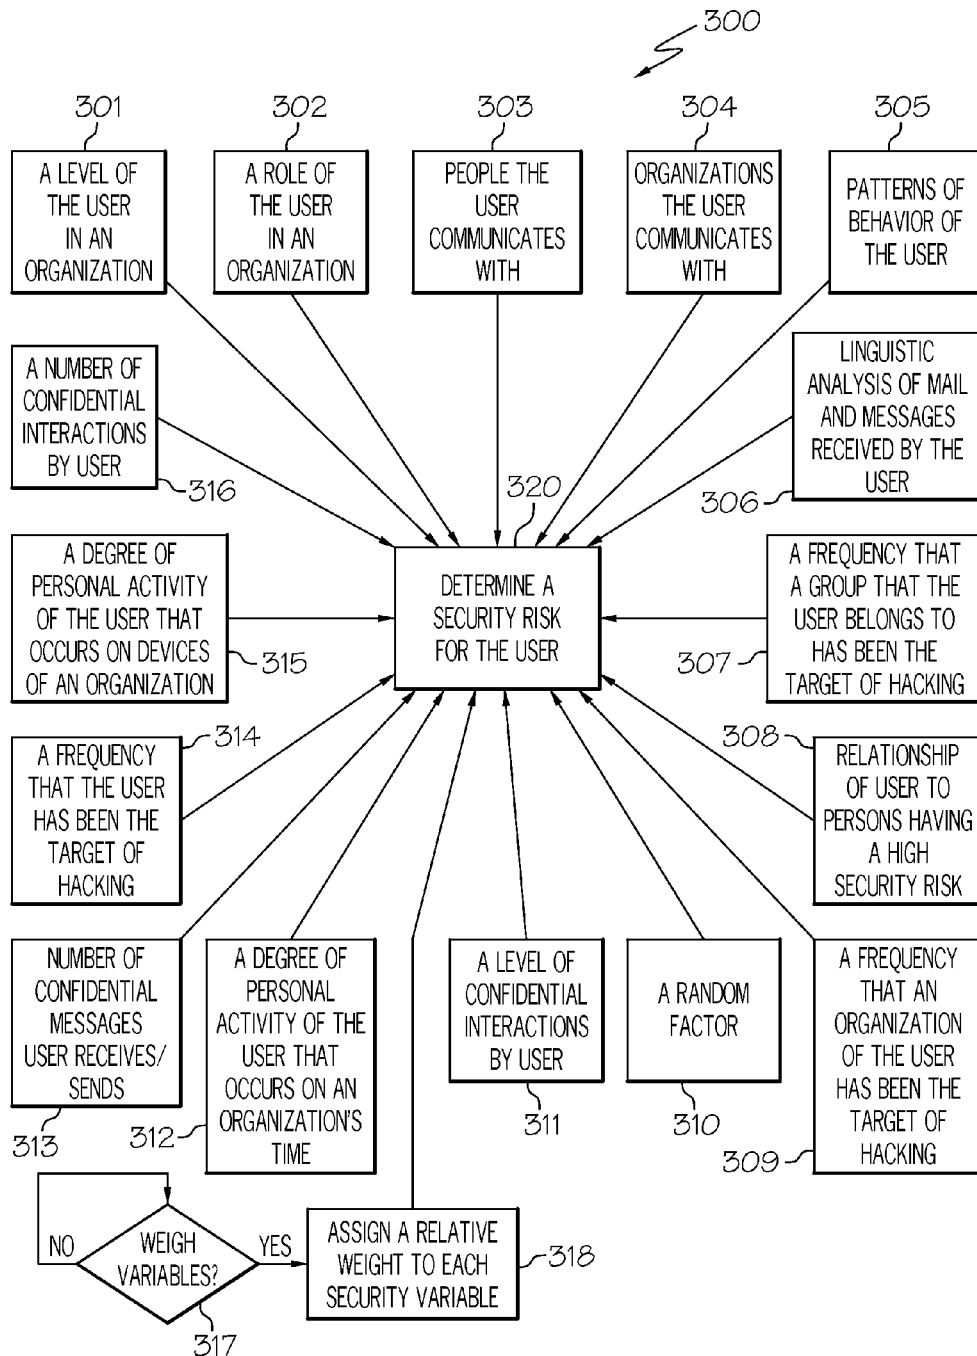 300
301
302
303
304
305
A LEVEL OF
THE USER
IN AN
ORGANIZATION
A ROLE OF
THE USER
IN AN
ORGANIZATION
PEOPLE THE
USER
COMMUNICATES
WITH
ORGANIZATIONS
THE USER
COMMUNICATES
WITH
PATTERNS OF
BEHAVIOR OF
THE USER
A NUMBER OF
CONFIDENTIAL
INTERACTIONS
BY USER
316
LINGUISTIC
ANALYSIS OF MAIL
AND MESSAGES
RECEIVED BY THE
USER
306
320
DETERMINE A
SECURITY RISK
FOR THE USER
A DEGREE OF
PERSONAL ACTIVITY
OF THE USER THAT
OCCURS ON DEVICES
OF AN ORGANIZATION
315
A FREQUENCY THAT
A GROUP THAT THE
USER BELONGS TO
HAS BEEN THE
TARGET OF HACKING
307
314
A FREQUENCY
THAT THE USER
HAS BEEN THE
TARGET OF
HACKING
308
RELATIONSHIP
OF USER TO
PERSONS HAVING
A HIGH
SECURITY RISK
NUMBER OF
CONFIDENTIAL
MESSAGES
USER RECEIVES/
SENDS
313
A DEGREE OF
PERSONAL
ACTIVITY OF THE
USER THAT
OCCURS ON AN
ORGANIZATION'S
TIME
312
A LEVEL OF
CONFIDENTIAL
INTERACTIONS
BY USER
311
A RANDOM
FACTOR
310
A FREQUENCY
THAT AN
ORGANIZATION
OF THE USER
HAS BEEN THE
TARGET OF
HACKING
309
NO
WEIGH
VARIABLES?
YES
317
ASSIGN A RELATIVE
WEIGHT TO EACH
SECURITY VARIABLE
318